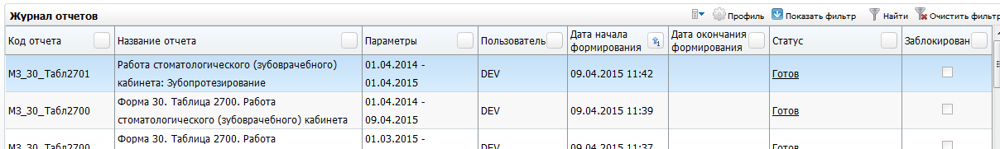 Журнал отчетов
Профиль Показать фильтр Найти Очистить фильтр
Код отчета Название отчета Параметры Пользователь Дата начала формирования 1 Дата окончания формирования Статус Заблокирован
МЗ_30_Табл2701 Работа стоматологического (зубоврачебного) кабинета: Зубопротезирование 01.04.2014 - 01.04.2015 DEV 09.04.2015 11:42 Готов
МЗ_30_Табл2700 Форма 30. Таблица 2700. Работа стоматологического (зубоврачебного) кабинета 01.04.2014 - 09.04.2015 DEV 09.04.2015 11:39 Готов
МЗ_30_Табл2700 Форма 30. Таблица 2700. Работа 01.03.2015 - DEV 09.04.2015 11:37 Готов